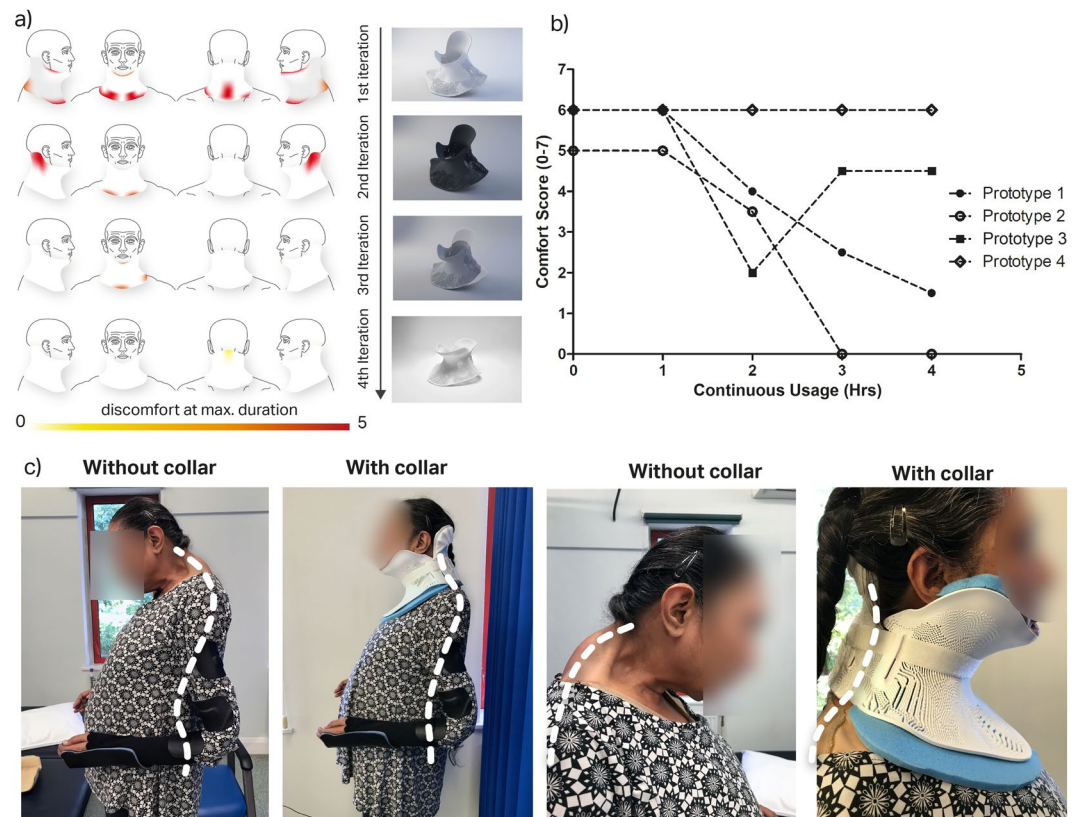 a)
1st iteration
2nd Iteration
3rd Iteration
4th Iteration
discomfort at max. duration
0
5
b)
Comfort Score (0-7)
7
6
5
4
3
2
1
0
0
1
2
3
4
5
Continuous Usage (Hrs)
Prototype 1
Prototype 2
Prototype 3
Prototype 4
c)
Without collar
With collar
Without collar
With collar